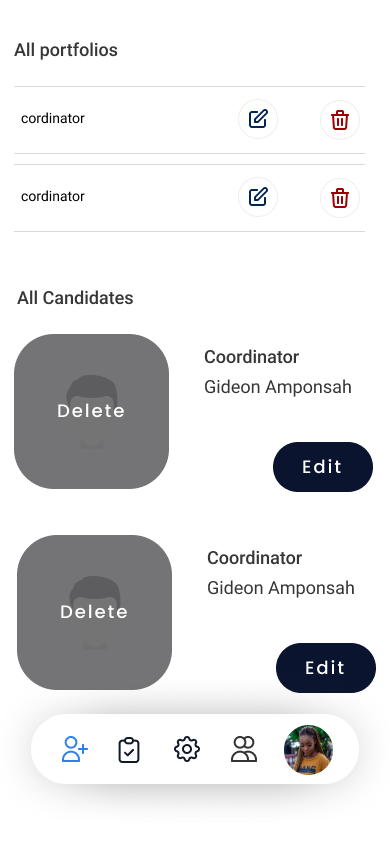 All portfolios
cordinator
cordinator
All Candidates
Delete
Coordinator
Gideon Amponsah
Edit
Delete
Coordinator
Gideon Amponsah
Edit